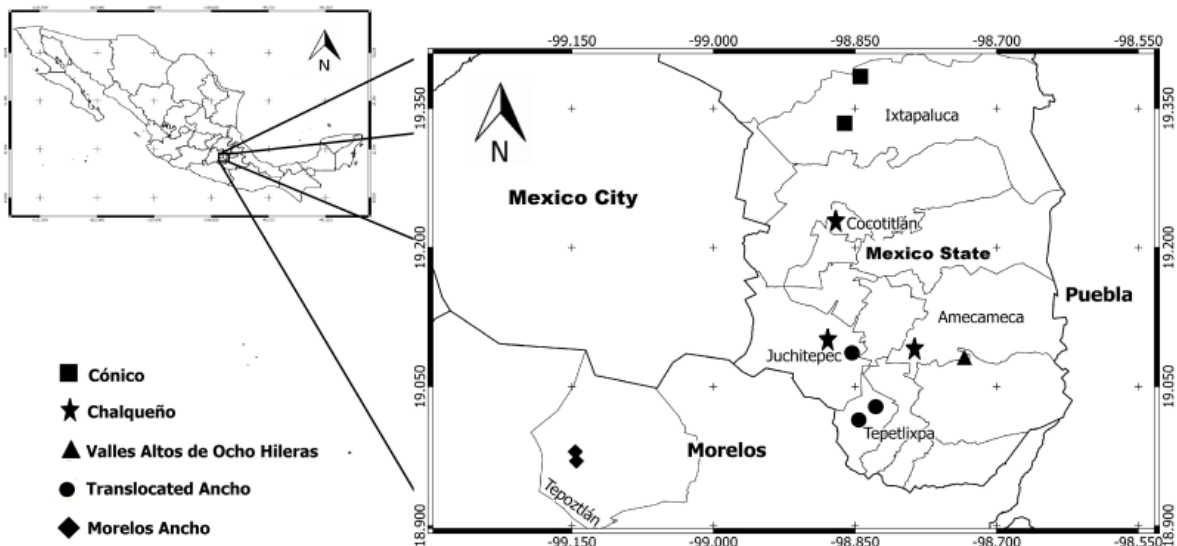 N
-99.150 -99.000 -98.850 -98.700 -98.550
19.350 19.350
Ixtapaluca
N
Mexico City
Cocotitlán
19.200 19.200
Mexico State
Puebla
Amecameca
Juchitepec
19.050 19.050
Cónico
Chalqueño
Valles Altos de Ocho Hileras
Translocated Ancho
Morelos Ancho
Tepetlixpa
Morelos
Tepoztlán
18.900 18.900
-99.150 -99.000 -98.850 -98.700 -98.550